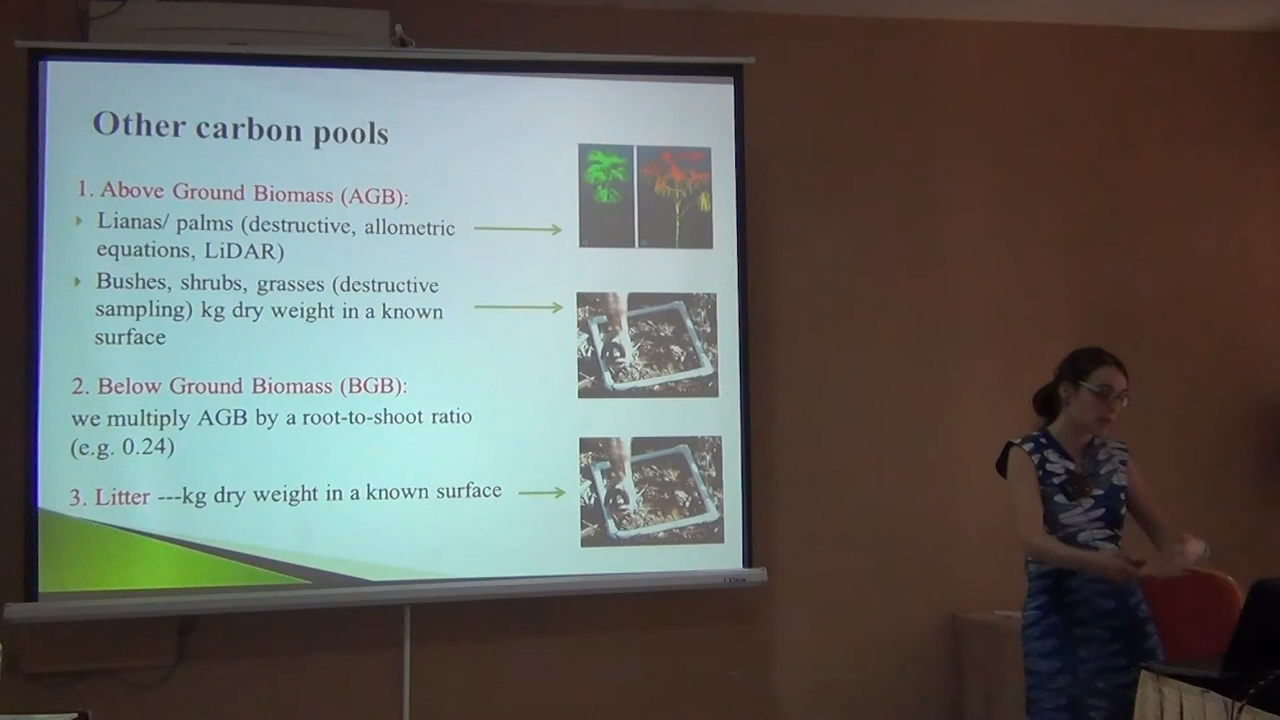 Other carbon pools
1. Above Ground Biomass (AGB):
Lianas/ palms (destructive, allometric
equations, LiDAR)
Bushes, shrubs, grasses (destructive
sampling) kg dry weight in a known
surface
2. Below Ground Biomass (BGB):
we multiply AGB by a root-to-shoot ratio
(e.g. 0.24)
3. Litter ---kg dry weight in a known surface